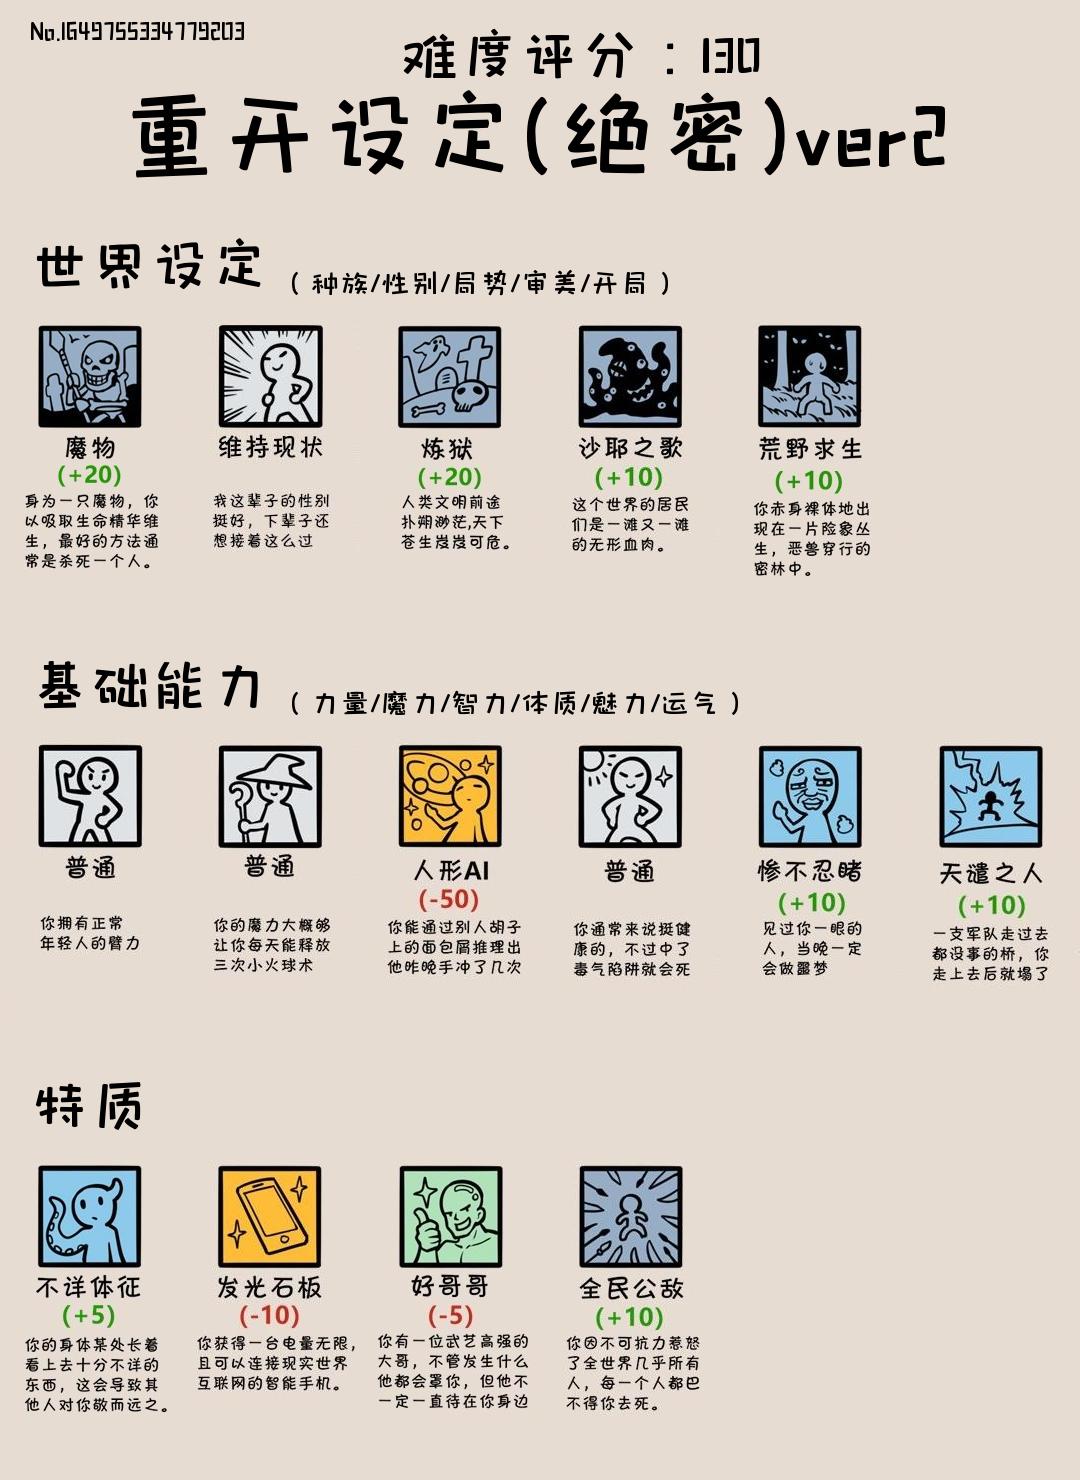 No.1649755334779203
难度评分：130
重开设定(绝密)ver2
世界设定（种族/性别/局势/审美/开局）
魔物
(+20)
身为一只魔物，你
以吸取生命精华维
生，最好的方法通
常是杀死一个人。
维持现状
我这辈子的性别
挺好，下辈子还
想接着这么过
炼狱
(+20)
人类文明前途
扑朔渺茫,天下
苍生岌岌可危。
沙耶之歌
(+10)
这个世界的居民
们是一滩又一滩
的无形血肉。
荒野求生
(+10)
你赤身裸体地出
现在一片险象丛
生，恶兽穿行的
密林中。
基础能力（力量/魔力/智力/体质/魅力/运气）
普通
你拥有正常
年轻人的臂力
普通
你的魔力大概够
让你每天能释放
三次小火球术
人形AI
(-50)
你能通过别人胡子
上的面包屑推理出
他昨晚手冲了几次
普通
你通常来说挺健
康的，不过中了
毒气陷阱就会死
惨不忍睹
(+10)
见过你一眼的
人，当晚一定
会做噩梦
天谴之人
(+10)
一支军队走过去
都没事的桥，你
走上去后就塌了
特质
不详体征
(+5)
你的身体某处长着
看上去十分不详的
东西，这会导致其
他人对你敬而远之。
发光石板
(-10)
你获得一台电量无限，
且可以连接现实世界
互联网的智能手机。
好哥哥
(-5)
你有一位武艺高强的
大哥，不管发生什么
他都会罩你，但他不
一定一直待在你身边
全民公敌
(+10)
你因不可抗力惹怒
了全世界几乎所有
人，每一个人都巴
不得你去死。